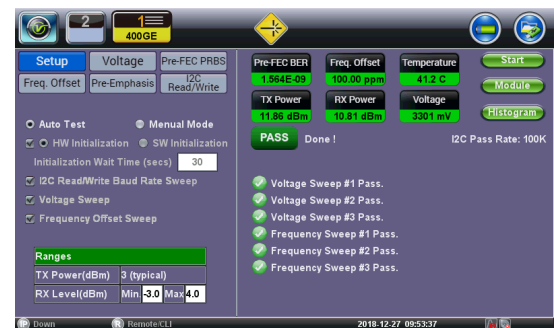 2
1
400GE
Setup
Voltage
Pre-FEC PRBS
Freq. Offset
Pre-Emphasis
I2C Read/Write
Auto Test
Menual Mode
HW Initialization
SW Initialization
Initialization Wait Time (secs) 30
I2C Read/Write Baud Rate Sweep
Voltage Sweep
Frequency Offset Sweep
Ranges
TX Power(dBm) 3 (typical)
RX Level(dBm) Min. -3.0 Max 4.0
Pre-FEC BER
1.564E-09
Freq. Offset
100.00 ppm
Temperature
41.2 C
TX Power
11.86 dBm
RX Power
10.81 dBm
Voltage
3301 mV
Start
Module
Histogram
PASS Done !
I2C Pass Rate: 100K
Voltage Sweep #1 Pass.
Voltage Sweep #2 Pass.
Voltage Sweep #3 Pass.
Frequency Sweep #1 Pass.
Frequency Sweep #2 Pass.
Frequency Sweep #3 Pass.
P Down
R Remote/CLI
2018-12-27 09:53:37